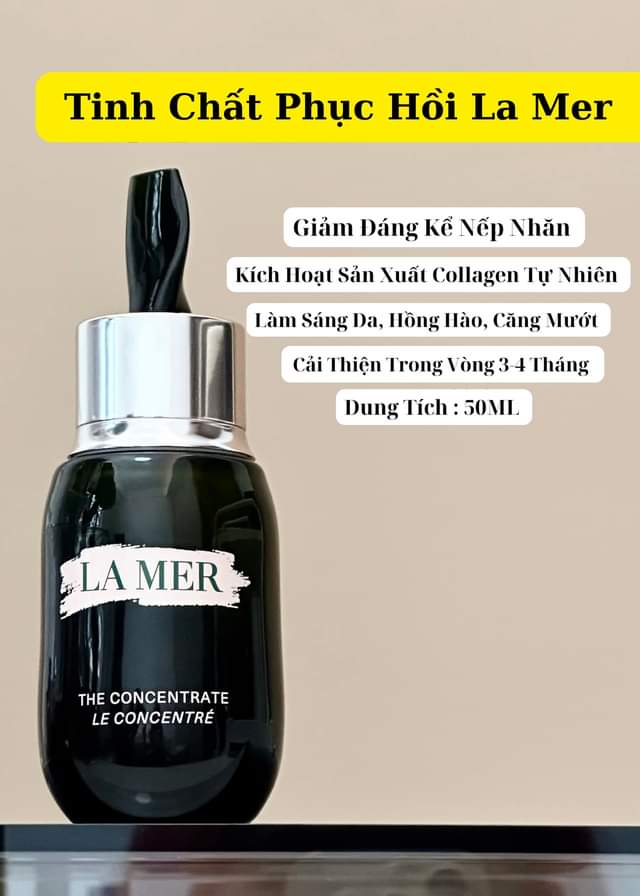 Tinh Chất Phục Hồi La Mer
Giảm Đáng Kể Nếp Nhăn
Kích Hoạt Sản Xuất Collagen Tự Nhiên
Làm Sáng Da, Hồng Hào, Căng Mướt
Cải Thiện Trong Vòng 3-4 Tháng
Dung Tích : 50ML
LA MER
THE CONCENTRATE
LE CONCENTRÉ